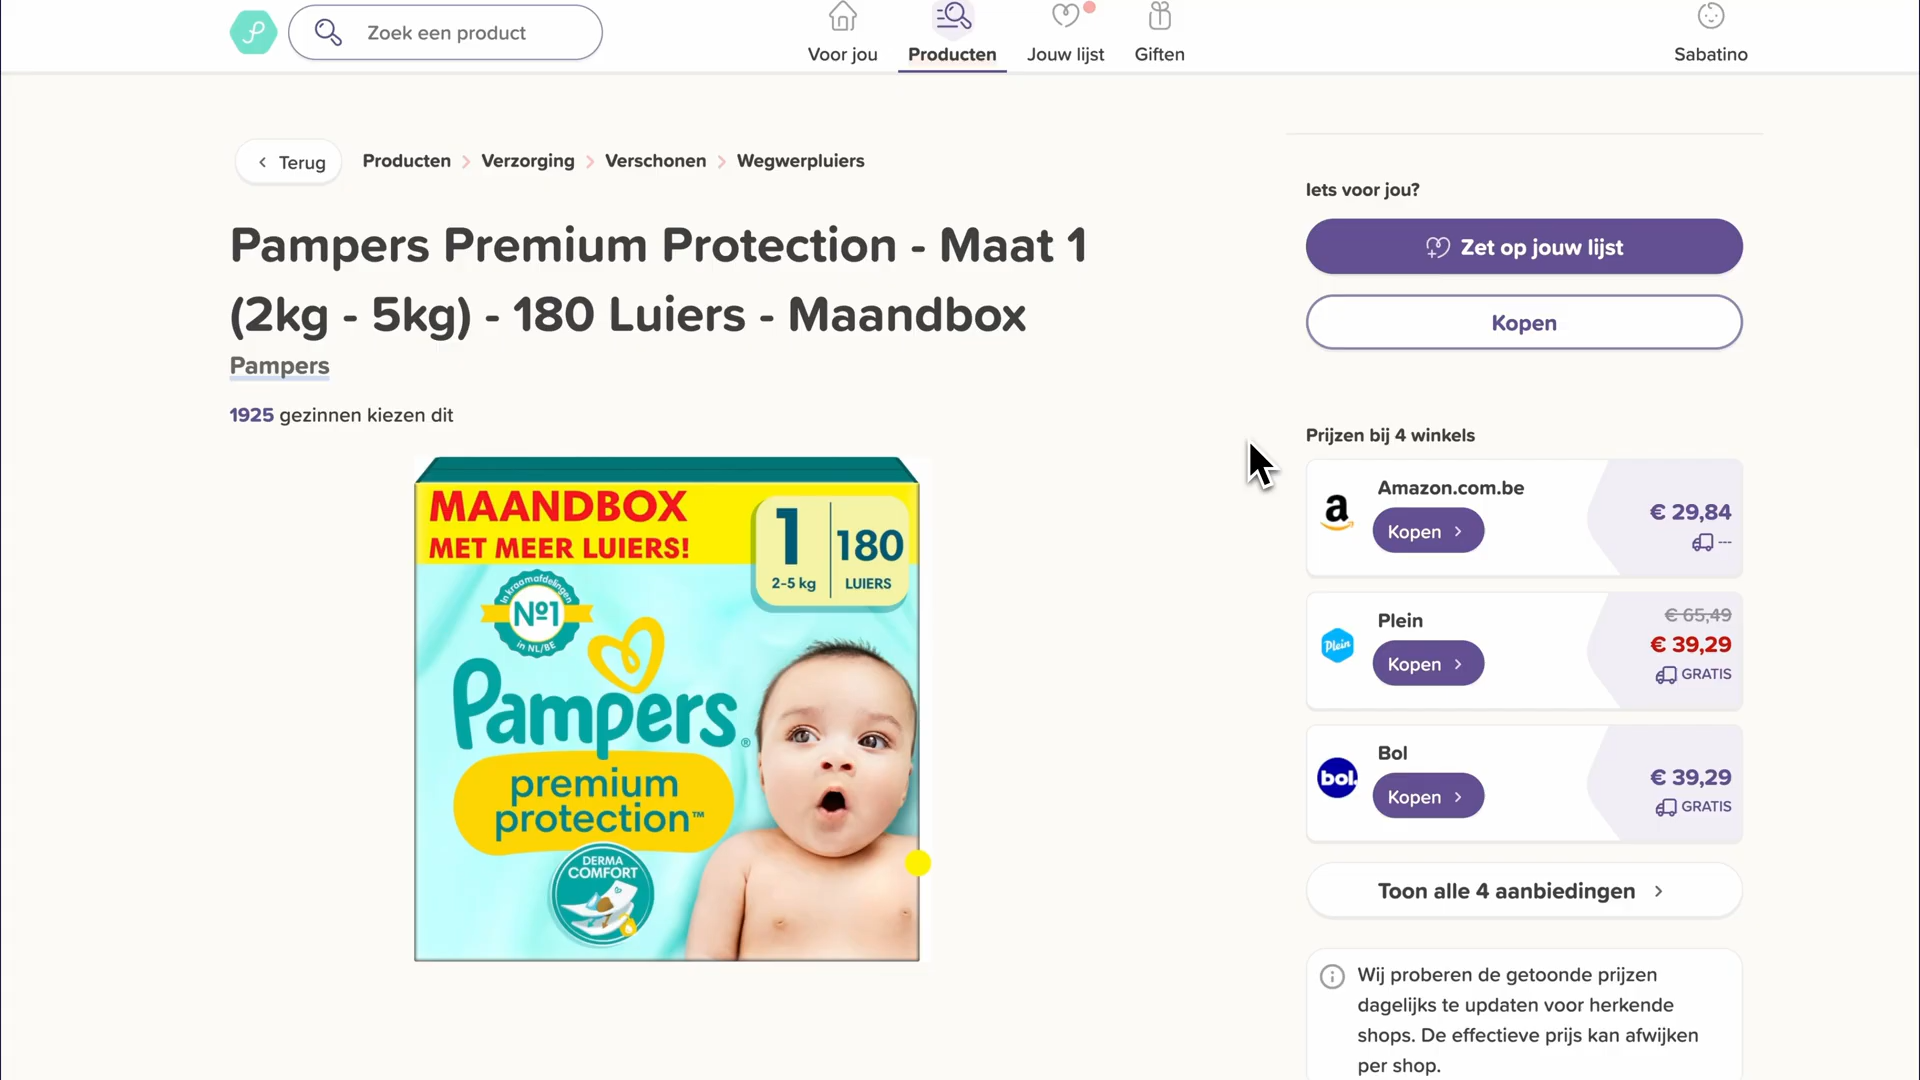 Zoek een product
Voor jou
Producten
Jouw lijst
Giften
Sabatino
Terug
Producten > Verzorging > Verschonen > Wegwerpluiers
Pampers Premium Protection - Maat 1
(2kg - 5kg) - 180 Luiers - Maandbox
Pampers
1925 gezinnen kiezen dit
MAANDBOX
MET MEER LUIERS!
1
2-5 kg
180
LUIERS
In kraamafdelingen
Nº1
in NL/BE
Pampers®
premium
protection™
DERMA
COMFORT
Iets voor jou?
Zet op jouw lijst
Kopen
Prijzen bij 4 winkels
a
Amazon.com.be
Kopen
€ 29,84
---
Plein
Plein
Kopen
€ 65,49
€ 39,29
GRATIS
bol.
Bol
Kopen
€ 39,29
GRATIS
Toon alle 4 aanbiedingen
Wij proberen de getoonde prijzen
dagelijks te updaten voor herkende
shops. De effectieve prijs kan afwijken
per shop.